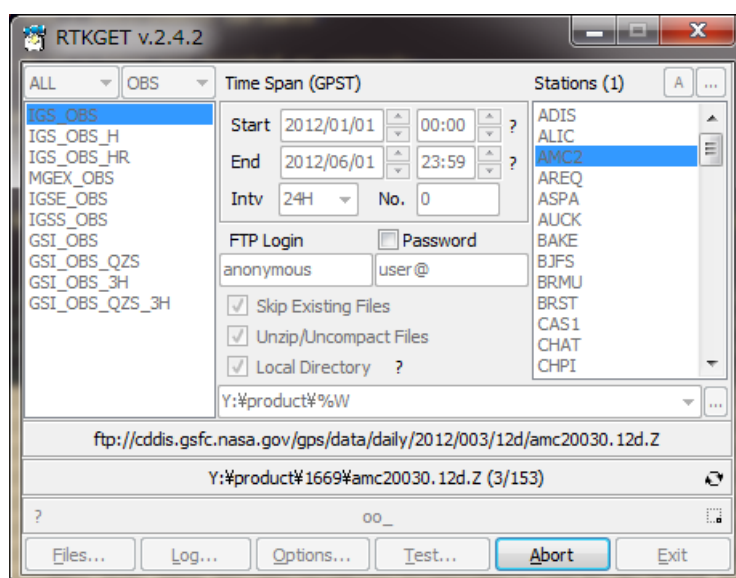 RTKGET v.2.4.2
ALL OBS Time Span (GPST) Stations (1) A ...
IGS_OBS
IGS_OBS_H
IGS_OBS_HR
MGEX_OBS
IGSE_OBS
IGSS_OBS
GSI_OBS
GSI_OBS_QZS
GSI_OBS_3H
GSI_OBS_QZS_3H
Start 2012/01/01 00:00 ?
End 2012/06/01 23:59 ?
Intv 24H No. 0
FTP Login Password
anonymous user@
Skip Existing Files
Unzip/Uncompact Files
Local Directory ?
ADIS
ALIC
AMC2
AREQ
ASPA
AUCK
BAKE
BJFS
BRMU
BRST
CAS1
CHAT
CHPI
Y:¥product¥%W ...
ftp://cddis.gsfc.nasa.gov/gps/data/daily/2012/003/12d/amc20030.12d.Z
Y:¥product¥1669¥amc20030.12d.Z (3/153)
? oo_
Files... Log... Options... Test... Abort Exit